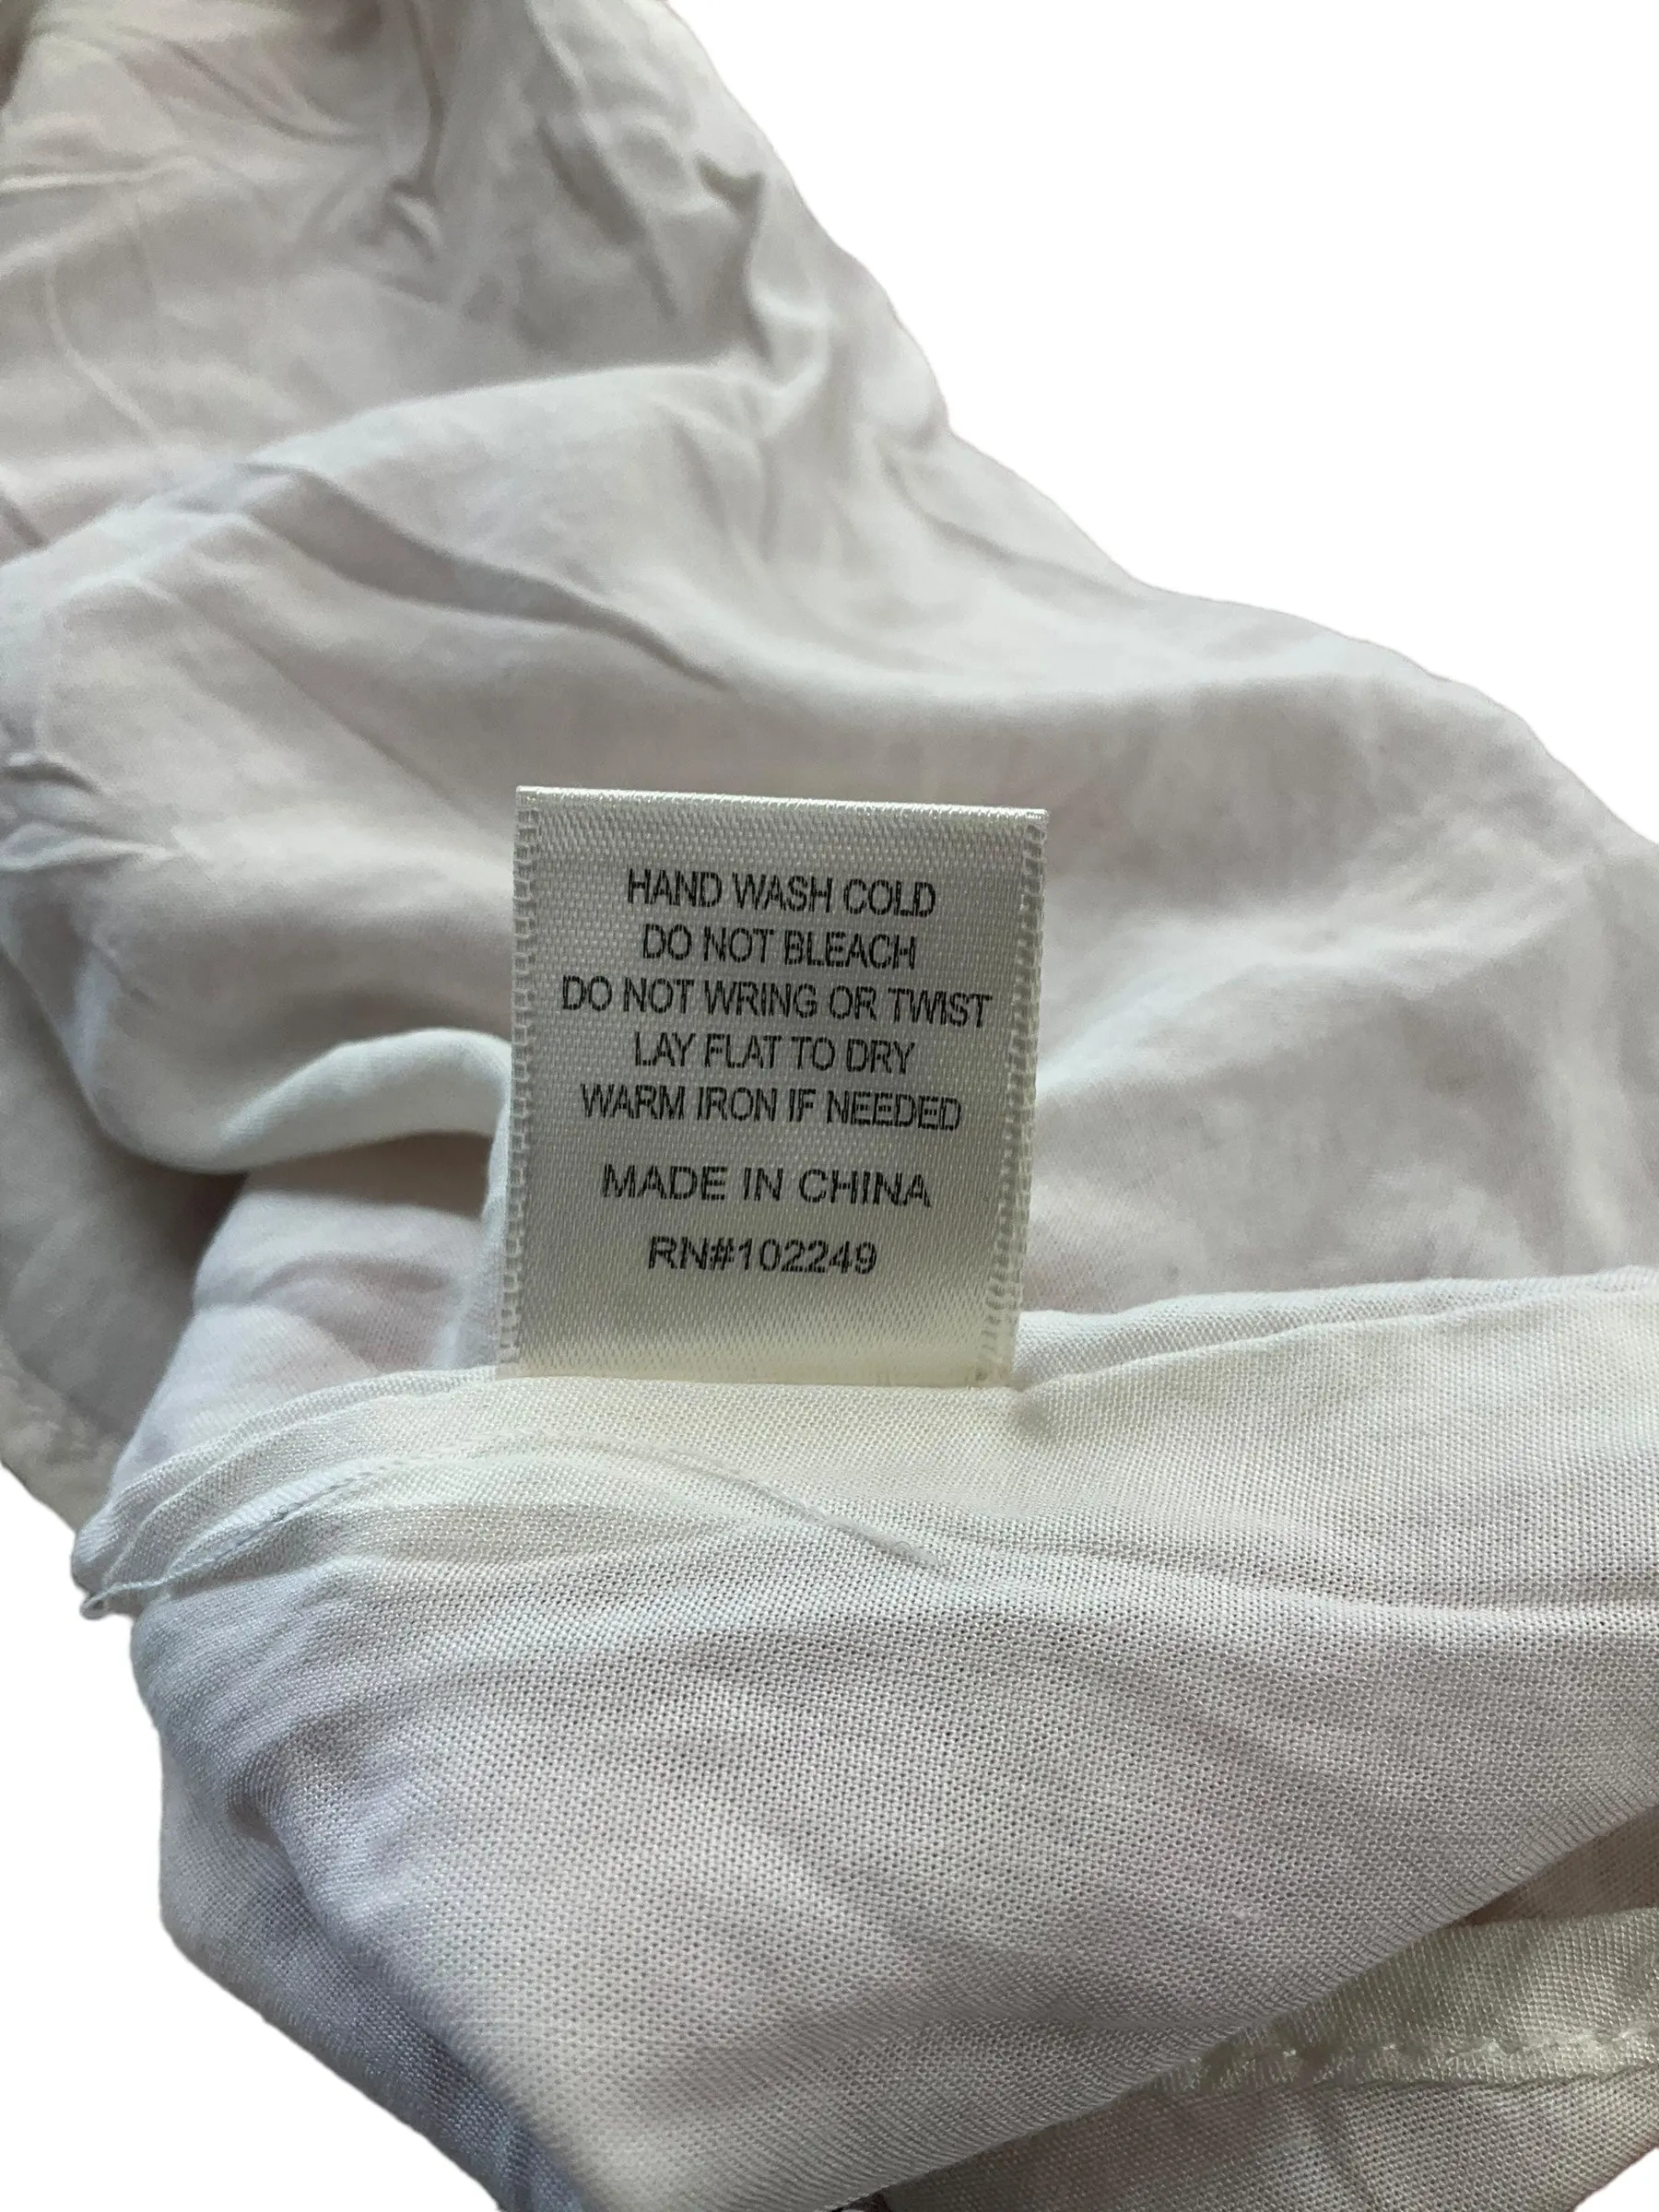 HAND WASH COLD
DO NOT BLEACH
DO NOT WRING OR TWIST
LAY FLAT TO DRY
WARM IRON IF NEEDED
MADE IN CHINA
RN#102249